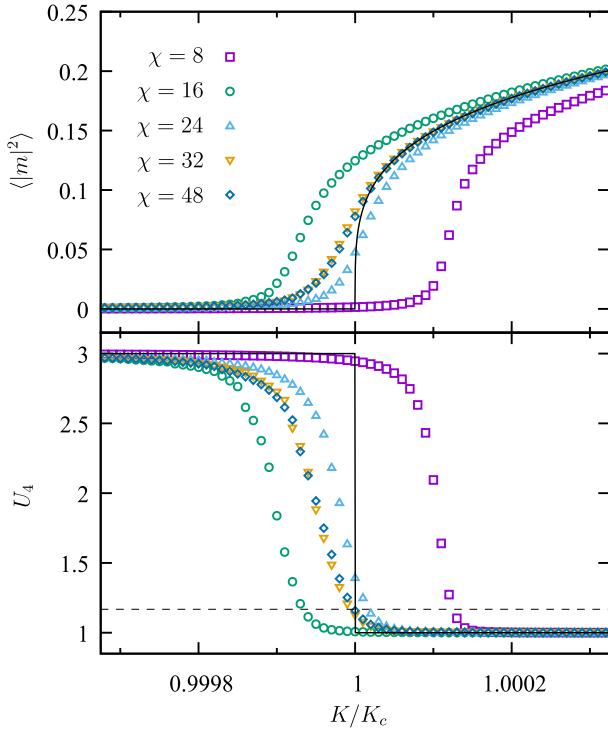 0.25
0.2
0.15
0.1
0.05
0
⟨|m|²⟩
χ = 8
χ = 16
χ = 24
χ = 32
χ = 48
3
2.5
2
1.5
1
U₄
0.9998
1
1.0002
K/K_c